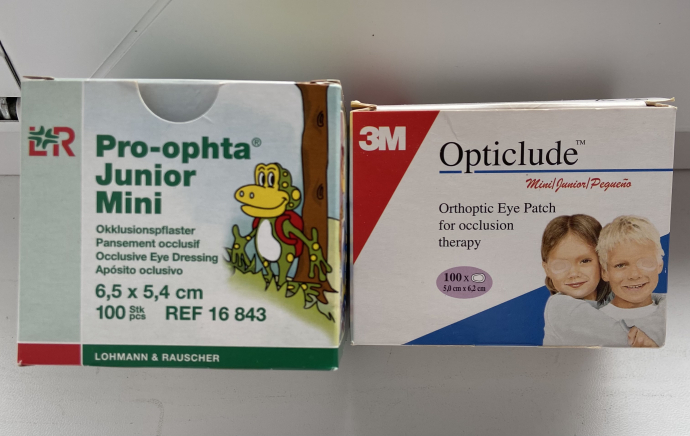 L&R
Pro-ophta®
Junior
Mini
Okklusionspflaster
Pansement occlusif
Occlusive Eye Dressing
Apósito oclusivo
6,5 x 5,4 cm
100 Stk pcs REF 16 843
LOHMANN & RAUSCHER
3M
Opticlude™
Mini/Junior/Pequeño
Orthoptic Eye Patch
for occlusion
therapy
100 x
5,0 cm x 6,2 cm